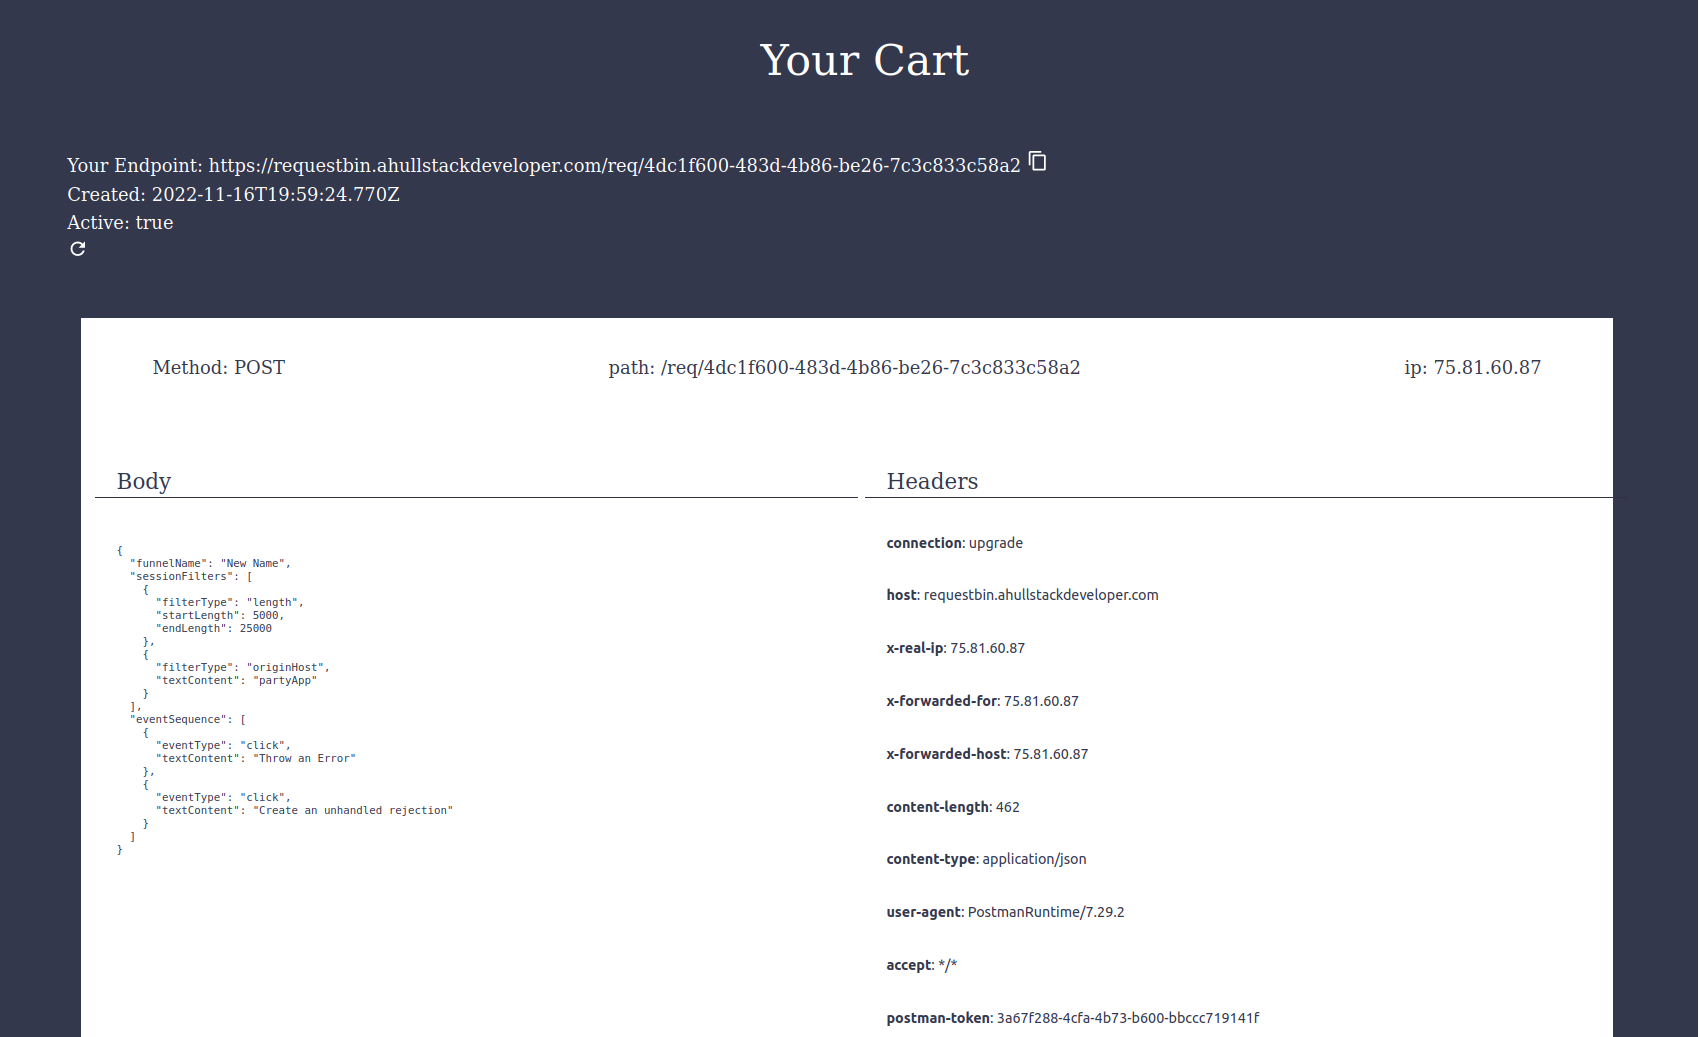 Your Cart
Your Endpoint: https://requestbin.ahullstackdeveloper.com/req/4dc1f600-483d-4b86-be26-7c3c833c58a2
Created: 2022-11-16T19:59:24.770Z
Active: true
Method: POST path: /req/4dc1f600-483d-4b86-be26-7c3c833c58a2 ip: 75.81.60.87
Body
{
  "funnelName": "New Name",
  "sessionFilters": [
    {
      "filterType": "length",
      "startLength": 5000,
      "endLength": 25000
    },
    {
      "filterType": "originHost",
      "textContent": "partyApp"
    }
  ],
  "eventSequence": [
    {
      "eventType": "click",
      "textContent": "Throw an Error"
    },
    {
      "eventType": "click",
      "textContent": "Create an unhandled rejection"
    }
  ]
}
Headers
connection: upgrade
host: requestbin.ahullstackdeveloper.com
x-real-ip: 75.81.60.87
x-forwarded-for: 75.81.60.87
x-forwarded-host: 75.81.60.87
content-length: 462
content-type: application/json
user-agent: PostmanRuntime/7.29.2
accept: */*
postman-token: 3a67f288-4cfa-4b73-b600-bbccc719141f